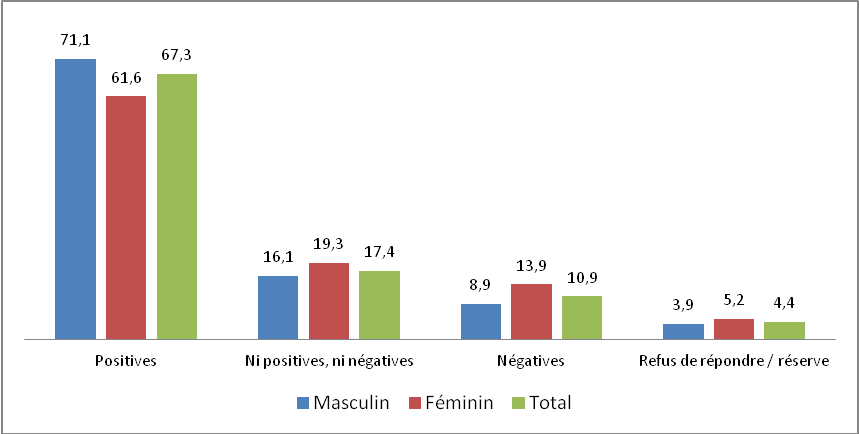 71,1
61,6
67,3
16,1
19,3
17,4
8,9
13,9
10,9
3,9
5,2
4,4
Positives
Ni positives, ni négatives
Négatives
Refus de répondre / réserve
Masculin
Féminin
Total